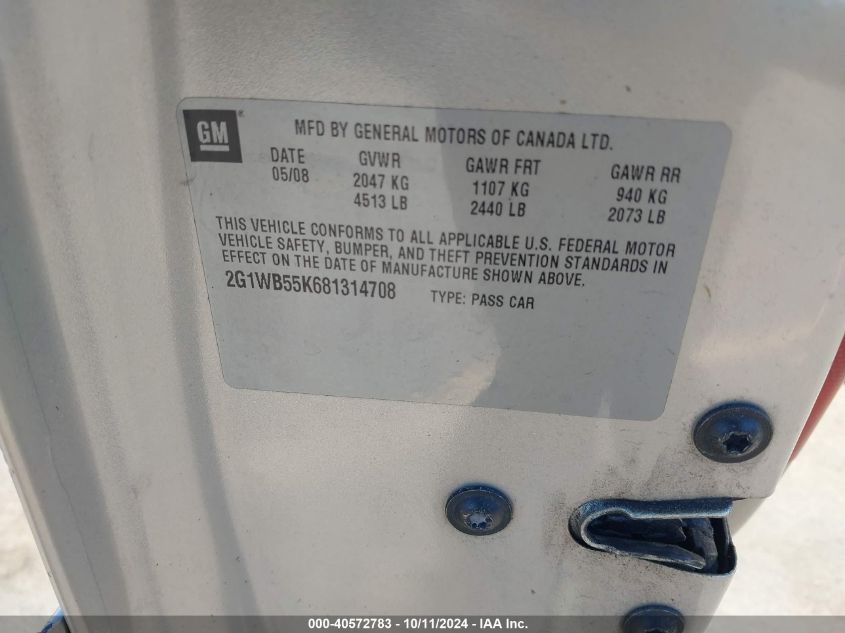 GM
MFD BY GENERAL MOTORS OF CANADA LTD.
DATE GVWR GAWR FRT GAWR RR
05/08 2047 KG 1107 KG 940 KG
4513 LB 2440 LB 2073 LB
THIS VEHICLE CONFORMS TO ALL APPLICABLE U.S. FEDERAL MOTOR
VEHICLE SAFETY, BUMPER, AND THEFT PREVENTION STANDARDS IN
EFFECT ON THE DATE OF MANUFACTURE SHOWN ABOVE.
2G1WB55K681314708 TYPE: PASS CAR
000-40572783 - 10/11/2024 - IAA Inc.